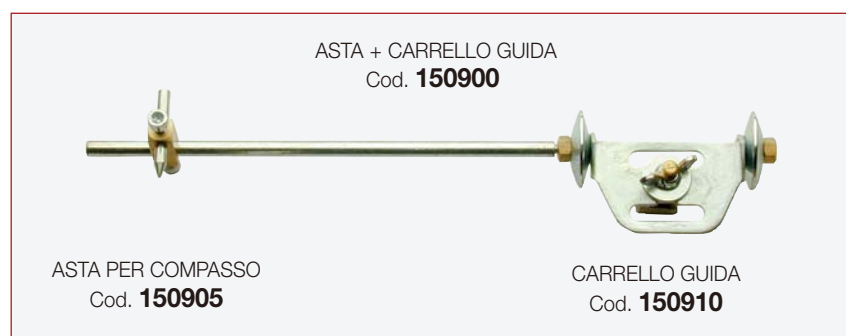 ASTA + CARRELLO GUIDA
Cod. 150900
ASTA PER COMPASSO
Cod. 150905
CARRELLO GUIDA
Cod. 150910